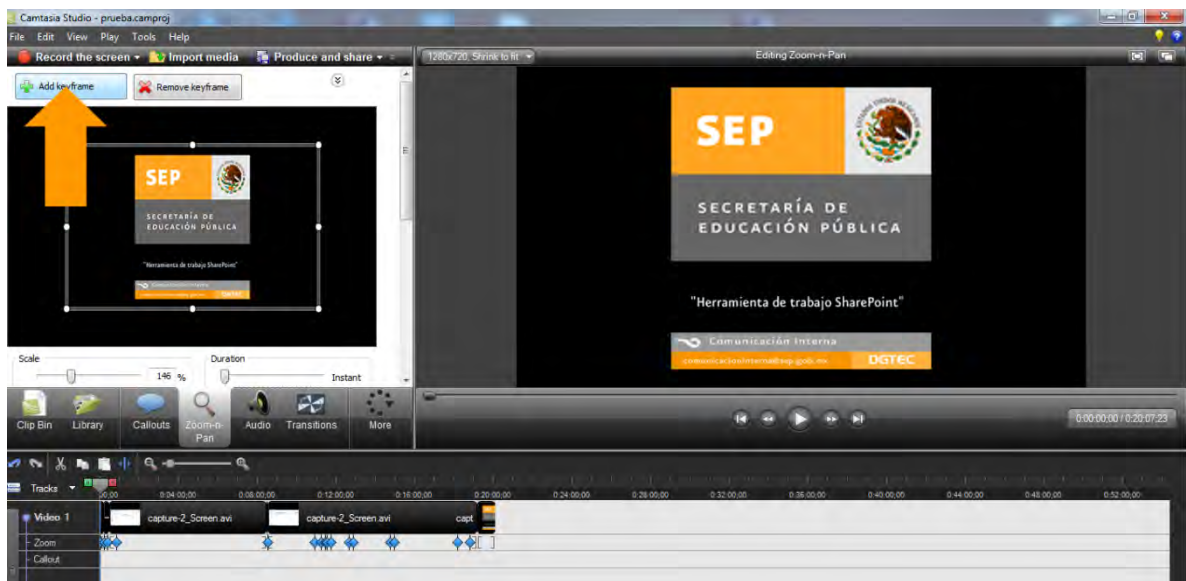 Camtasia Studio - prueba.camproj
File Edit View Play Tools Help
Record the screen Import media Produce and share
1280x720, Shrink to fit
Editing Zoom-n-Pan
Add keyframe Remove keyframe
SEP
SECRETARÍA DE
EDUCACIÓN PÚBLICA
"Herramienta de trabajo SharePoint"
Comunicación Interna
DGTEC
SEP
ESTADOS UNIDOS MEXICANOS
SECRETARÍA DE
EDUCACIÓN PÚBLICA
"Herramienta de trabajo SharePoint"
Comunicación Interna
comunicacioninterna@sep.gob.mx DGTEC
Scale Duration
146 % Instant
Clip Bin Library Callouts Zoom-n-Pan Audio Transitions More
0:00:00;00 / 0:20:07;23
Tracks
00;00 0:04:00;00 0:08:00;00 0:12:00;00 0:16:00;00 0:20:00;00 0:24:00;00 0:28:00;00 0:32:00;00 0:36:00;00 0:40:00;00 0:44:00;00 0:48:00;00 0:52:00;00
Video 1 capture-2_Screen.avi capture-2_Screen.avi capt
Zoom
Callout